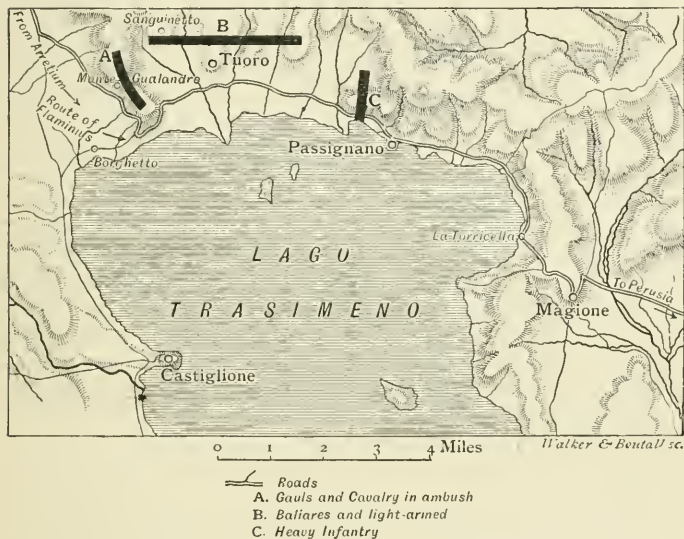 Sanguinetto
B
From Arretium
A
Tuoro
Monte Gualandro
C
Route of Flaminius
Borghetto
Passignano
LAGO
La Torricella
TRASIMENO
To Perusia
Magione
Castiglione
0 1 2 3 4 Miles
Walker & Boutall sc.
Roads
A. Gauls and Cavalry in ambush
B. Baliares and light-armed
C. Heavy Infantry